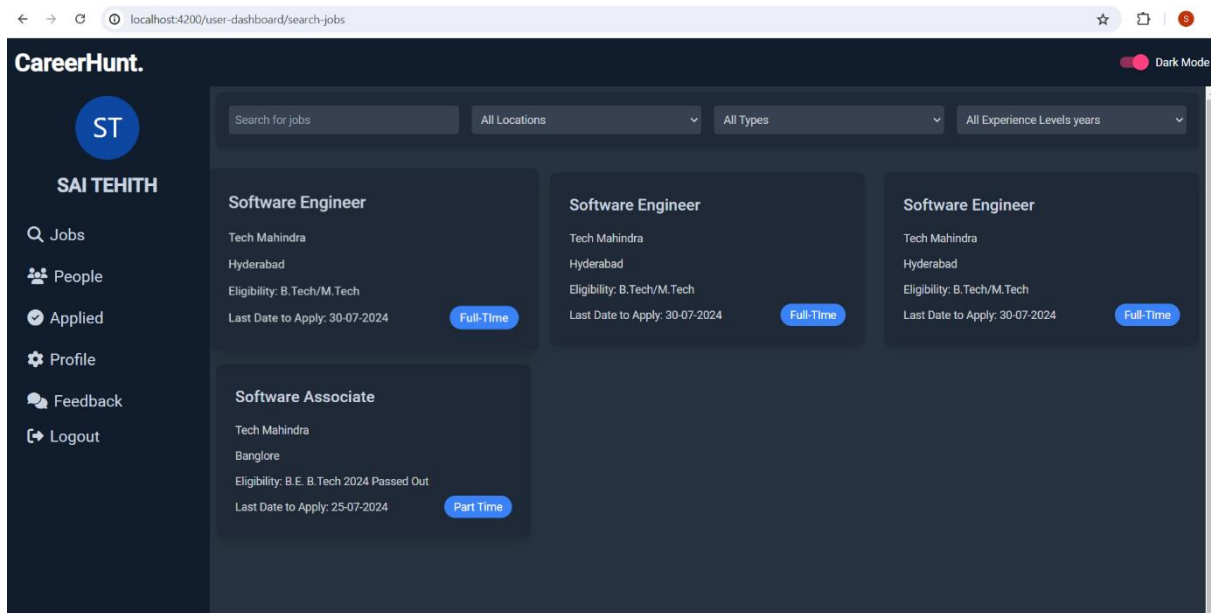 localhost:4200/user-dashboard/search-jobs
S
CareerHunt.
Dark Mode
ST
SAI TEHITH
Jobs
People
Applied
Profile
Feedback
Logout
Search for jobs
All Locations
All Types
All Experience Levels years
Software Engineer
Tech Mahindra
Hyderabad
Eligibility: B.Tech/M.Tech
Last Date to Apply: 30-07-2024
Full-TIme
Software Engineer
Tech Mahindra
Hyderabad
Eligibility: B.Tech/M.Tech
Last Date to Apply: 30-07-2024
Full-TIme
Software Engineer
Tech Mahindra
Hyderabad
Eligibility: B.Tech/M.Tech
Last Date to Apply: 30-07-2024
Full-TIme
Software Associate
Tech Mahindra
Banglore
Eligibility: B.E. B.Tech 2024 Passed Out
Last Date to Apply: 25-07-2024
Part Time